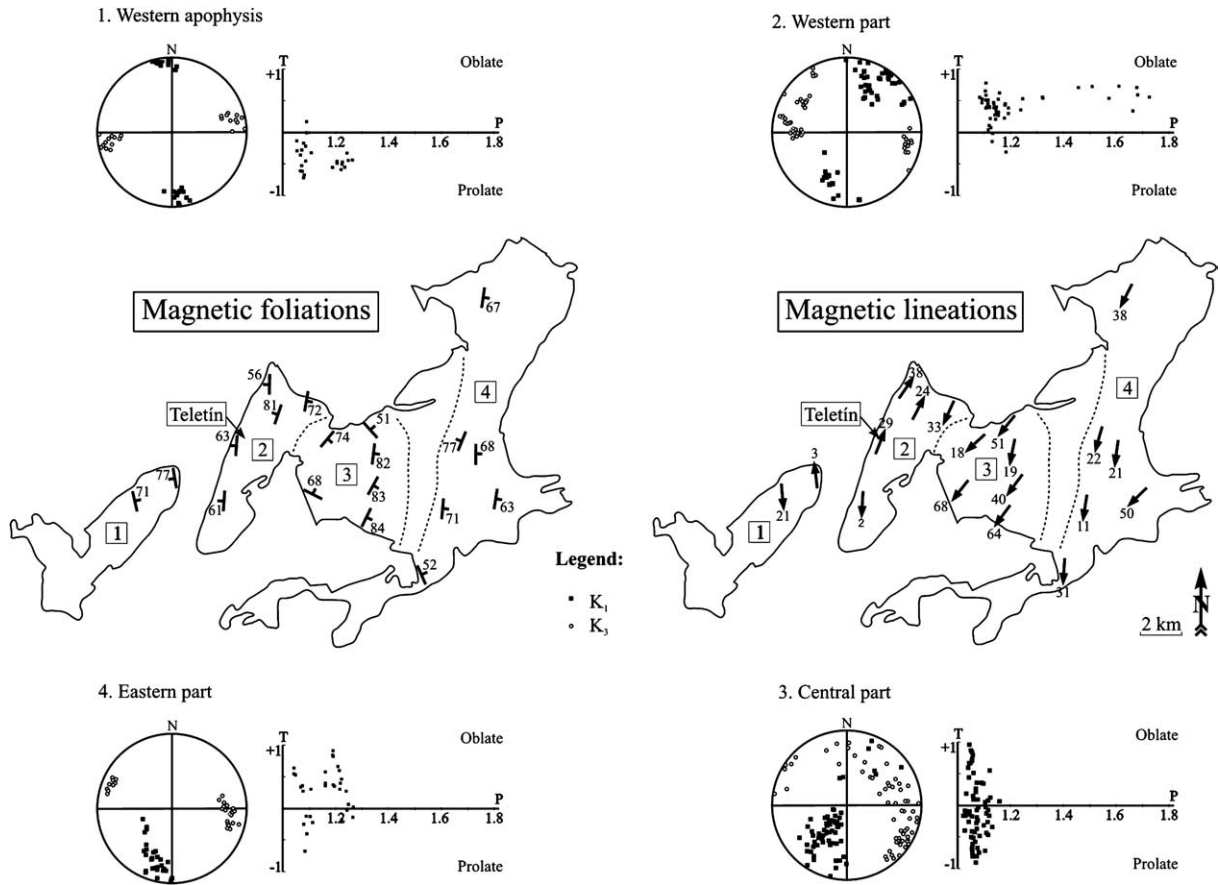 1. Western apophysis
N
T
+1
Oblate
P
1.2 1.4 1.6 1.8
-1
Prolate
2. Western part
N
T
+1
Oblate
P
1.2 1.4 1.6 1.8
-1
Prolate
Magnetic foliations
67
56
4
81
72
51
Teletín
74
77
68
63
2
82
3
77
68
71
83
63
61
71
1
84
52
Magnetic lineations
38
38
4
24
Teletín
29
33
51
18
2
22
21
3
3
19
68
40
50
21
2
11
64
1
31
Legend:
K1
K3
N
2 km
4. Eastern part
N
T
+1
Oblate
P
1.2 1.4 1.6 1.8
-1
Prolate
3. Central part
N
T
+1
Oblate
P
1.2 1.4 1.6 1.8
-1
Prolate